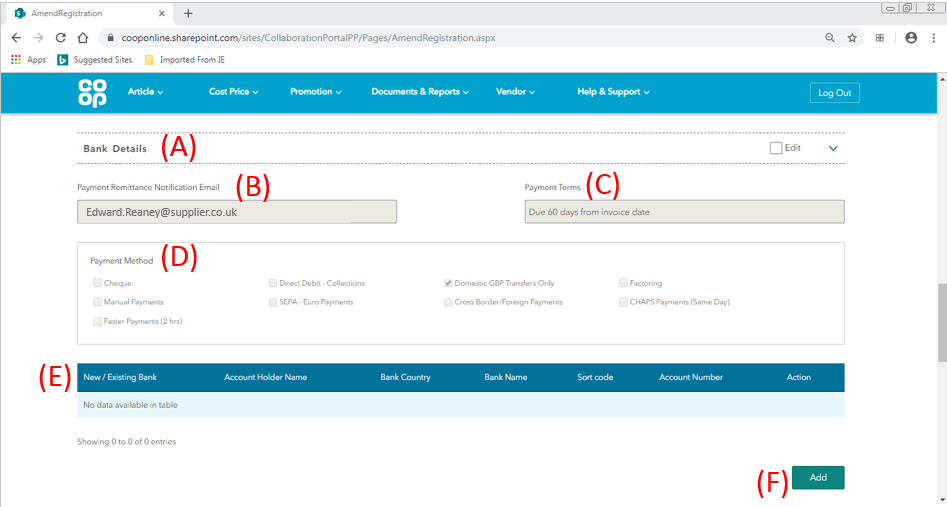 AmendRegistration
cooponline.sharepoint.com/sites/CollaborationPortalPP/Pages/AmendRegistration.aspx
Apps Suggested Sites Imported From IE
CO OP Article Cost Price Promotion Documents & Reports Vendor Help & Support Log Out
Bank Details (A) Edit
Payment Remittance Notification Email (B) Payment Terms (C)
Edward.Reaney@supplier.co.uk Due 60 days from invoice date
Payment Method (D)
Cheque Direct Debit - Collections Domestic GBP Transfers Only Factoring
Manual Payments SEPA - Euro Payments Cross Border/Foreign Payments CHAPS Payments (Same Day)
Faster Payments (2 hrs)
(E) New / Existing Bank Account Holder Name Bank Country Bank Name Sort code Account Number Action
No data available in table
Showing 0 to 0 of 0 entries
(F) Add